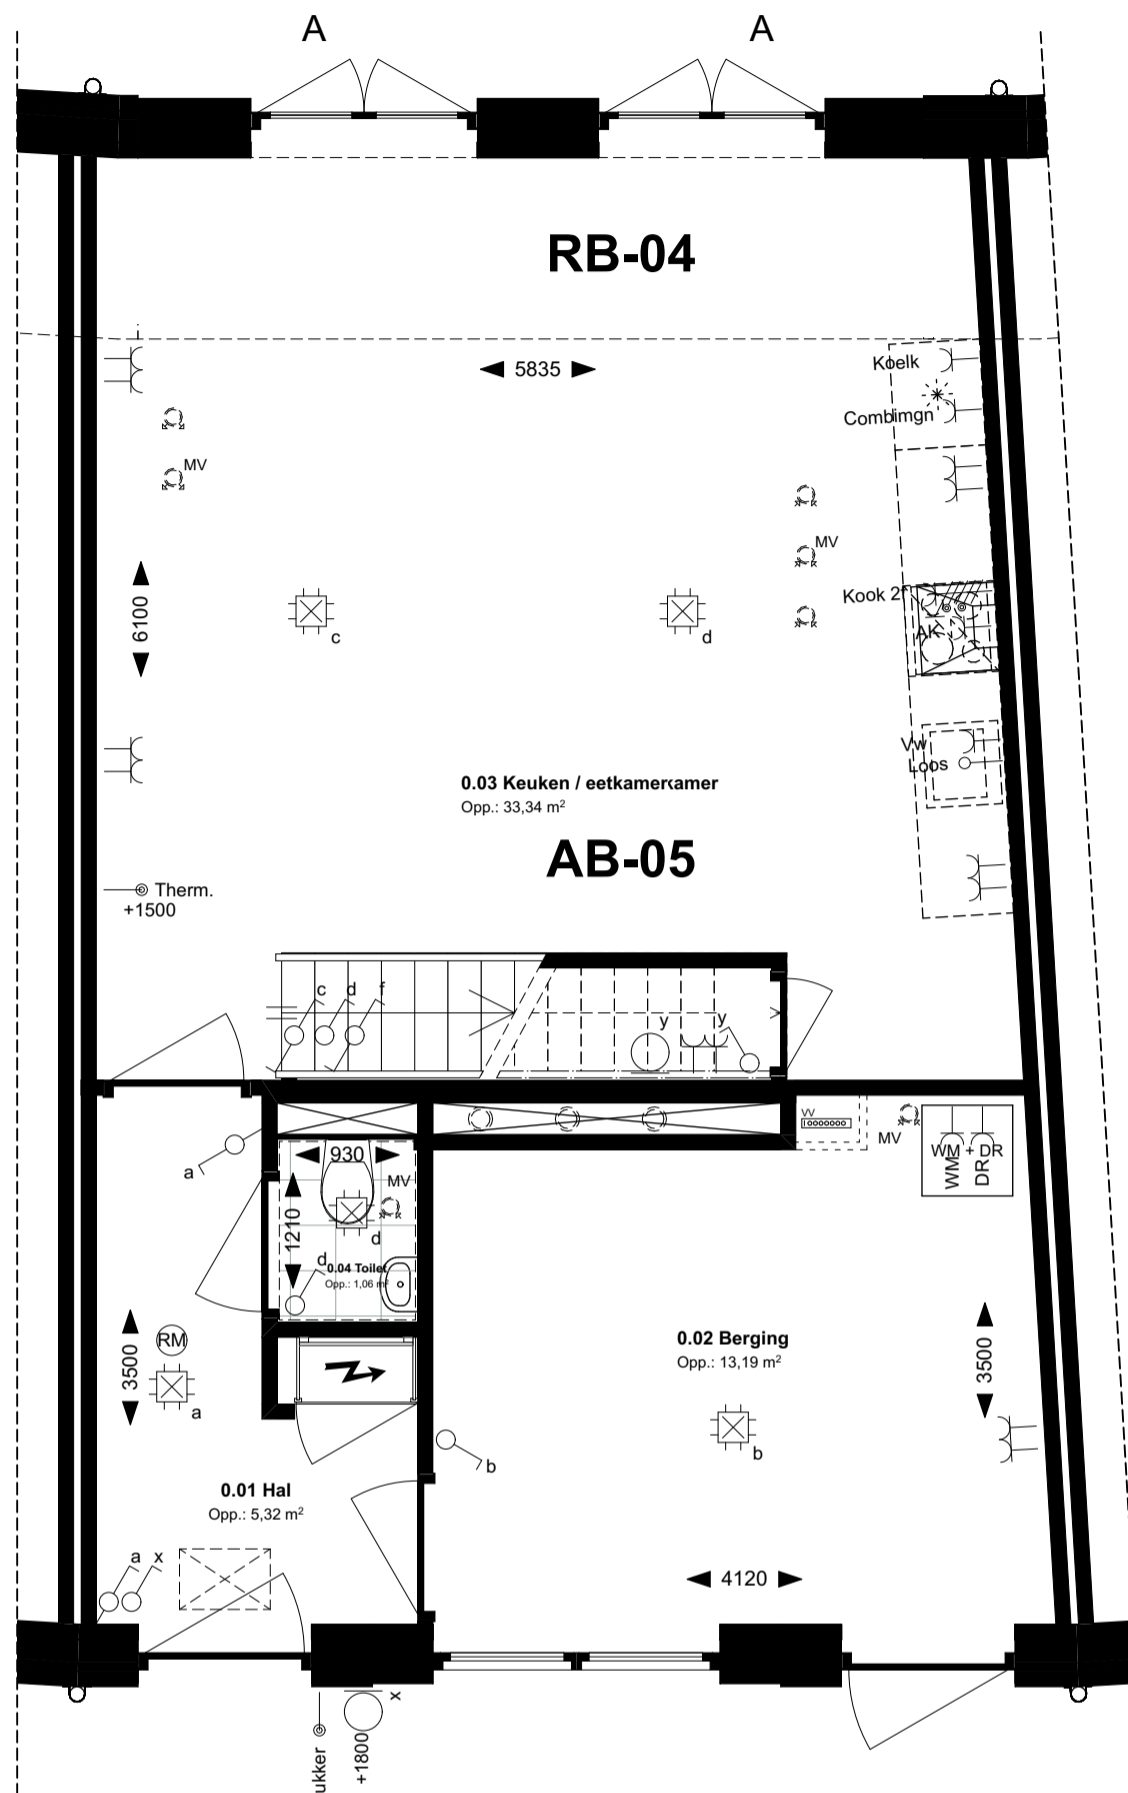 A A
RB-04
5835
Koelk
Combimgn
MV
MV
6100
Kook 2f
c
d
AK
Vw
Loos
0.03 Keuken / eetkamer
Opp.: 33,34 m²
AB-05
Therm.
+1500
c d f
y y
a
930
MV
1210
d
d
0.04 Toilet
Opp.: 1,06 m²
VV
MV
WM + DR
WM
DR
RM
3500
a
0.02 Berging
Opp.: 13,19 m²
3500
b
b
0.01 Hal
Opp.: 5,32 m²
a x
4120
x
ukker
+1800